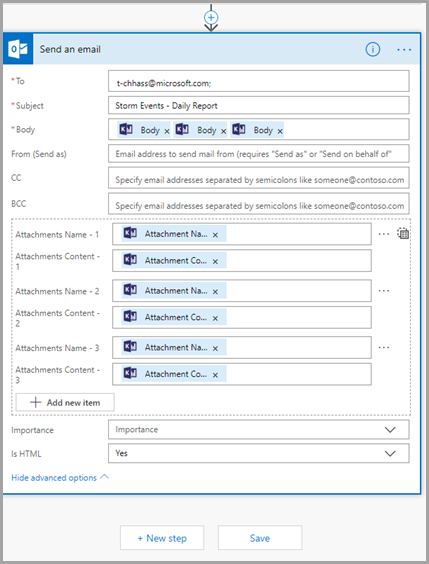 Send an email
* To
t-chhass@microsoft.com;
* Subject
Storm Events - Daily Report
* Body
Body x Body x Body x
From (Send as)
Email address to send mail from (requires "Send as" or "Send on behalf of"
CC
Specify email addresses separated by semicolons like someone@contoso.com
BCC
Specify email addresses separated by semicolons like someone@contoso.com
Attachments Name - 1
Attachment Na... x
Attachments Content -
1
Attachment Co... x
Attachments Name - 2
Attachment Na... x
Attachments Content -
2
Attachment Co... x
Attachments Name - 3
Attachment Na... x
Attachments Content -
3
Attachment Co... x
+ Add new item
Importance
Importance
Is HTML
Yes
Hide advanced options
+ New step
Save